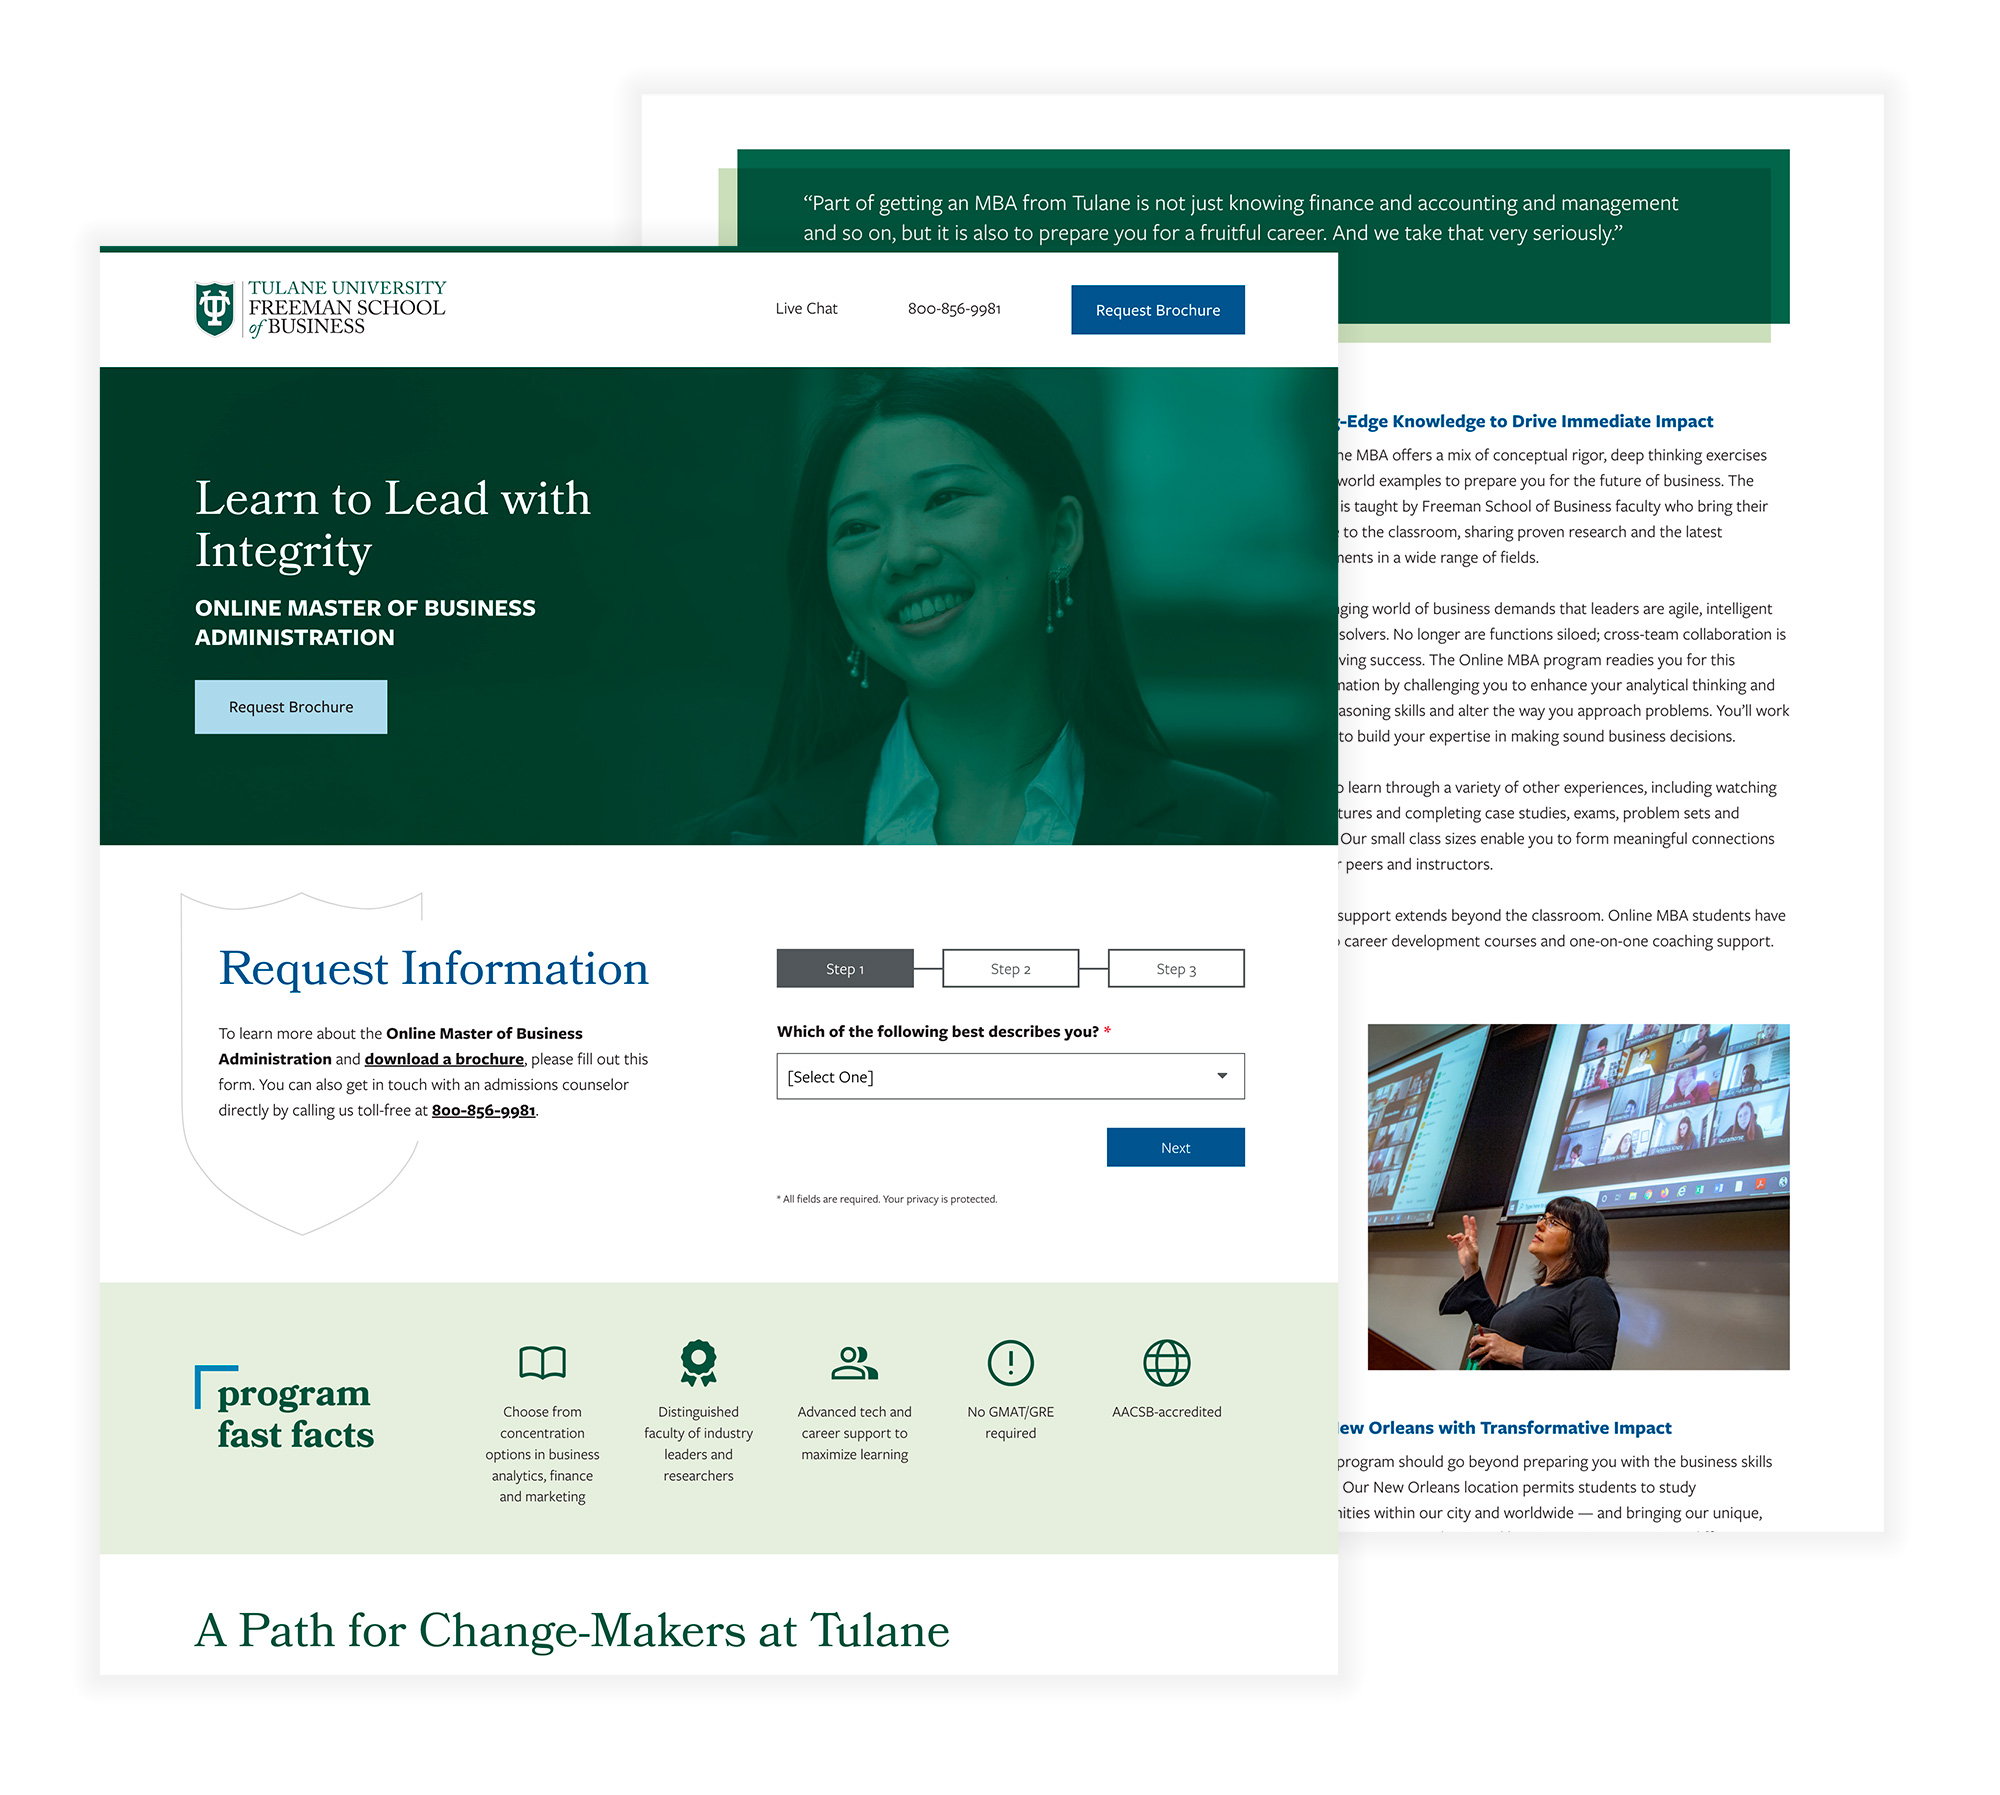 “Part of getting an MBA from Tulane is not just knowing finance and accounting and management
and so on, but it is also to prepare you for a fruitful career. And we take that very seriously.”
TULANE UNIVERSITY
FREEMAN SCHOOL
of BUSINESS
Live Chat
800-856-9981
Request Brochure
Learn to Lead with
Integrity
ONLINE MASTER OF BUSINESS
ADMINISTRATION
Request Brochure
Request Information
To learn more about the Online Master of Business
Administration and download a brochure, please fill out this
form. You can also get in touch with an admissions counselor
directly by calling us toll-free at 800-856-9981.
Step 1
Step 2
Step 3
Which of the following best describes you? *
[Select One]
Next
* All fields are required. Your privacy is protected.
program
fast facts
Choose from
concentration
options in business
analytics, finance
and marketing
Distinguished
faculty of industry
leaders and
researchers
Advanced tech and
career support to
maximize learning
No GMAT/GRE
required
AACSB-accredited
A Path for Change-Makers at Tulane
-Edge Knowledge to Drive Immediate Impact
MBA offers a mix of conceptual rigor, deep thinking exercises
world examples to prepare you for the future of business. The
is taught by Freeman School of Business faculty who bring their
to the classroom, sharing proven research and the latest
in a wide range of fields.
world of business demands that leaders are agile, intelligent
solvers. No longer are functions siloed; cross-team collaboration is
success. The Online MBA program readies you for this
by challenging you to enhance your analytical thinking and
skills and alter the way you approach problems. You’ll work
to build your expertise in making sound business decisions.
learn through a variety of other experiences, including watching
and completing case studies, exams, problem sets and
Our small class sizes enable you to form meaningful connections
peers and instructors.
support extends beyond the classroom. Online MBA students have
career development courses and one-on-one coaching support.
ew Orleans with Transformative Impact
program should go beyond preparing you with the business skills
Our New Orleans location permits students to study
within our city and worldwide — and bringing our unique,